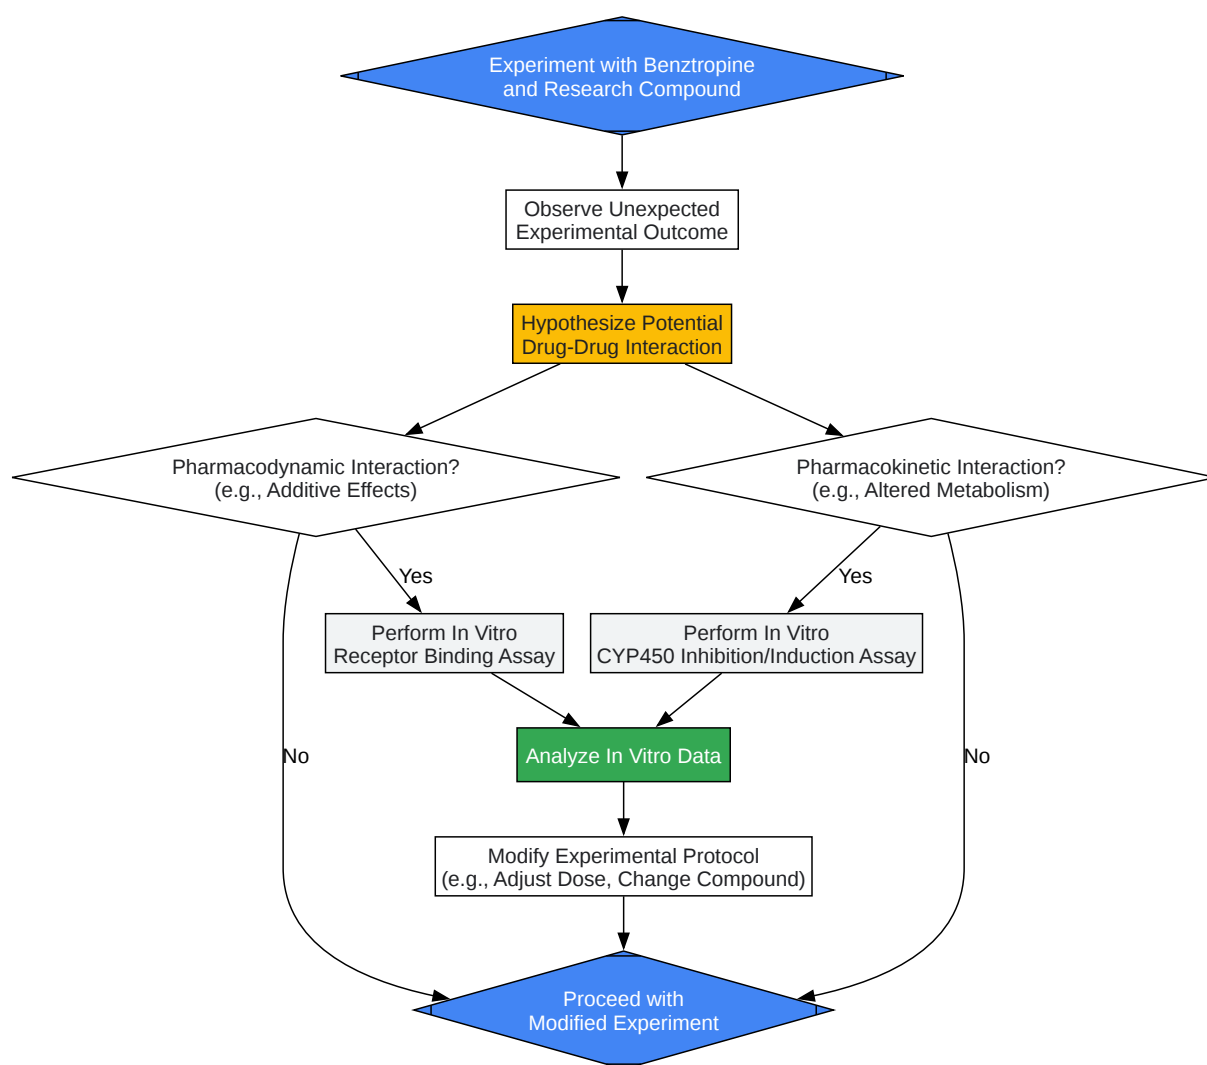 Experiment with Benztropine
and Research Compound
Observe Unexpected
Experimental Outcome
Hypothesize Potential
Drug-Drug Interaction
Pharmacodynamic Interaction?
(e.g., Additive Effects)
Pharmacokinetic Interaction?
(e.g., Altered Metabolism)
Yes
Yes
Perform In Vitro
Receptor Binding Assay
Perform In Vitro
CYP450 Inhibition/Induction Assay
No
Analyze In Vitro Data
No
Modify Experimental Protocol
(e.g., Adjust Dose, Change Compound)
Proceed with
Modified Experiment